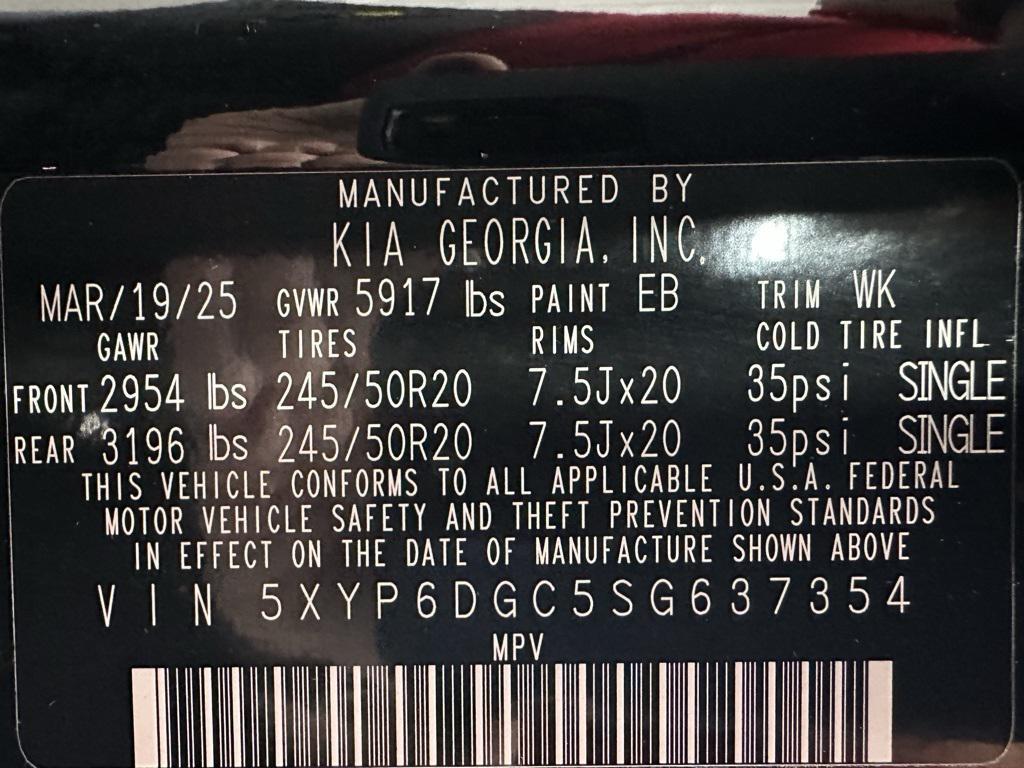 MANUFACTURED BY
KIA GEORGIA, INC.
MAR/19/25 GVWR 5917 lbs PAINT EB TRIM WK
GAWR TIRES RIMS COLD TIRE INFL
FRONT 2954 lbs 245/50R20 7.5Jx20 35psi SINGLE
REAR 3196 lbs 245/50R20 7.5Jx20 35psi SINGLE
THIS VEHICLE CONFORMS TO ALL APPLICABLE U.S.A. FEDERAL
MOTOR VEHICLE SAFETY AND THEFT PREVENTION STANDARDS
IN EFFECT ON THE DATE OF MANUFACTURE SHOWN ABOVE
VIN 5XYP6DGC5SG637354
MPV